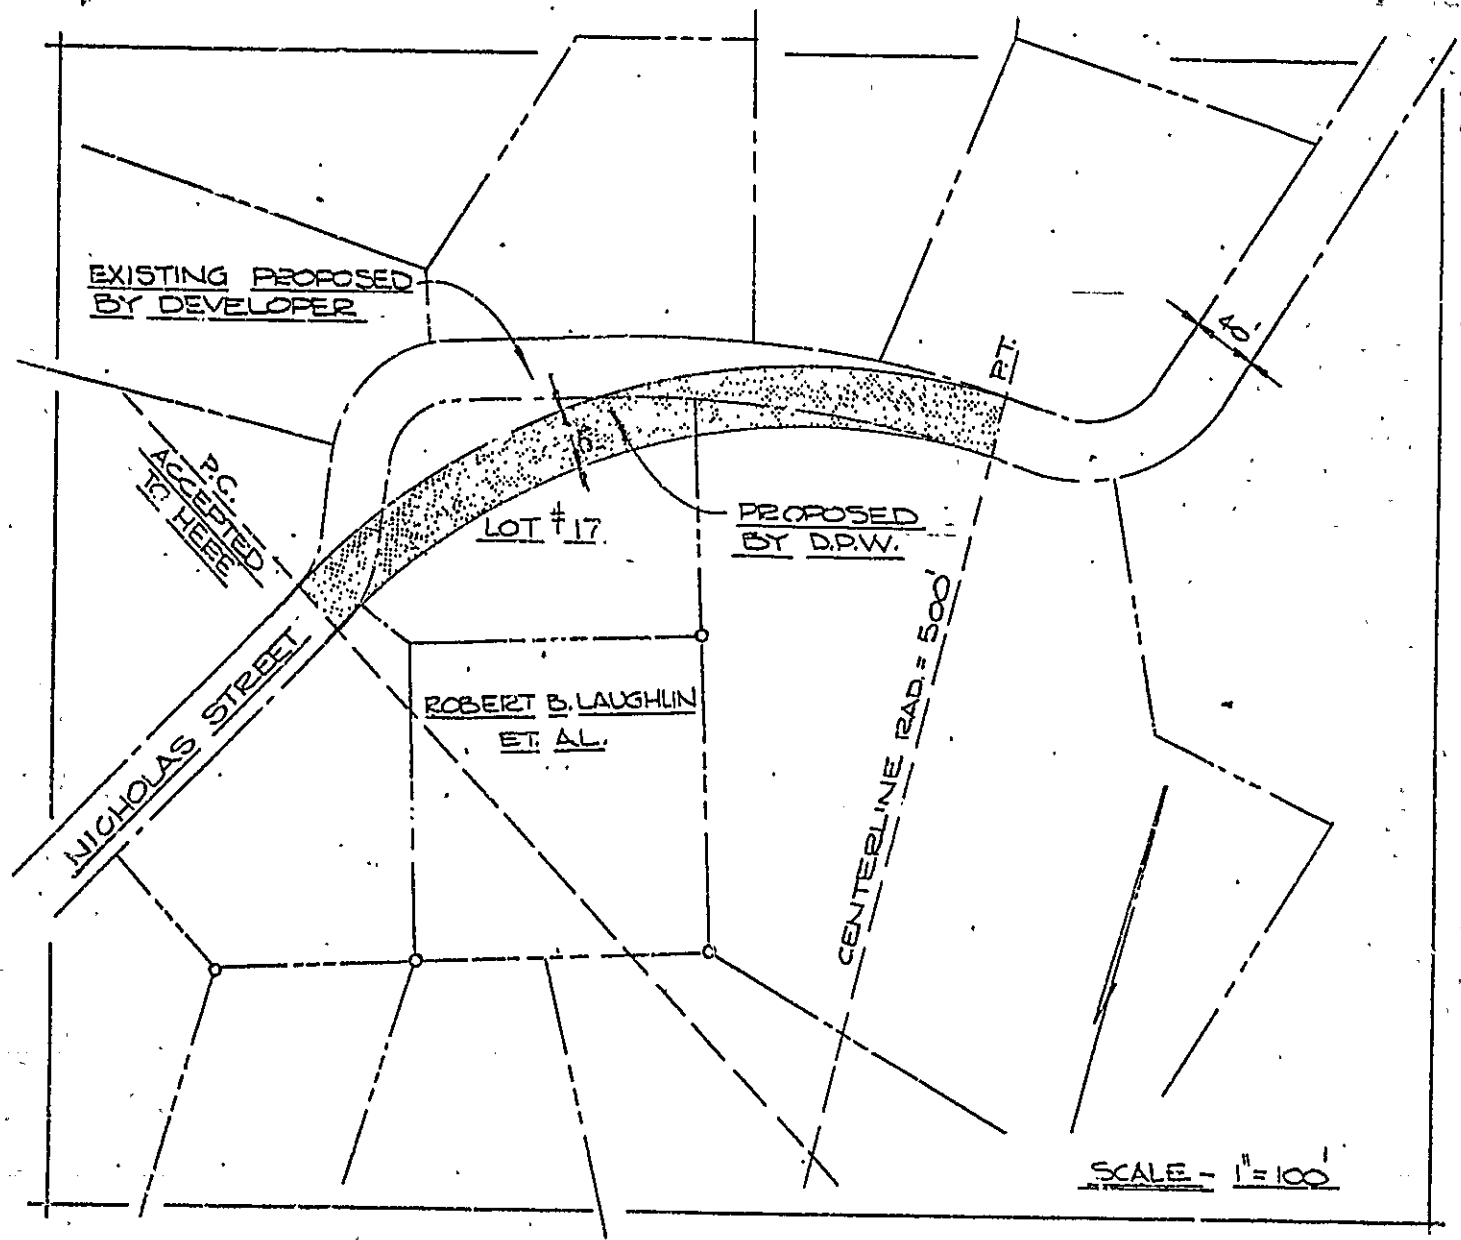 EXISTING PROPOSED
BY DEVELOPER
40'
P.T.
P.C.
ACCEPTED
TO HERE
LOT #17
PROPOSED
BY D.P.W.
NICHOLAS STREET
ROBERT B. LAUGHLIN
ET. AL.
CENTERLINE RAD. = 500'
SCALE - 1" = 100'